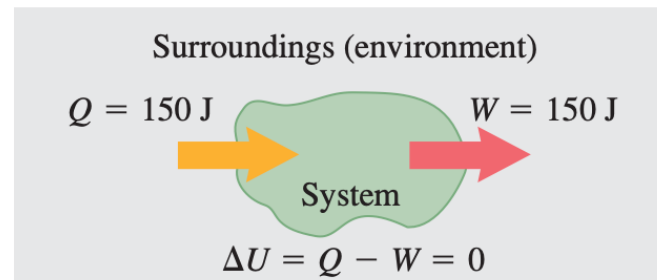 Surroundings (environment)
Q = 150 J W = 150 J
System
ΔU = Q − W = 0